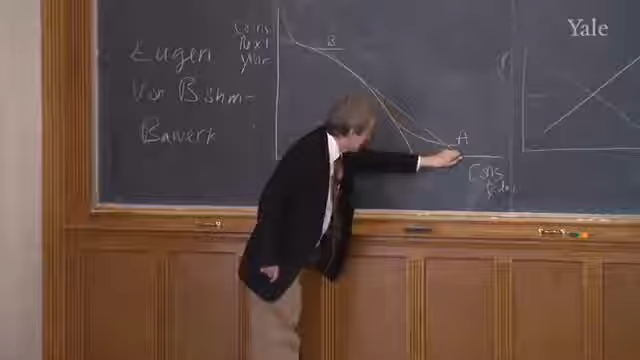 Eugen
Von Böhm-
Bawerk
Cons
Next
year
B
A
Cons
today
Yale